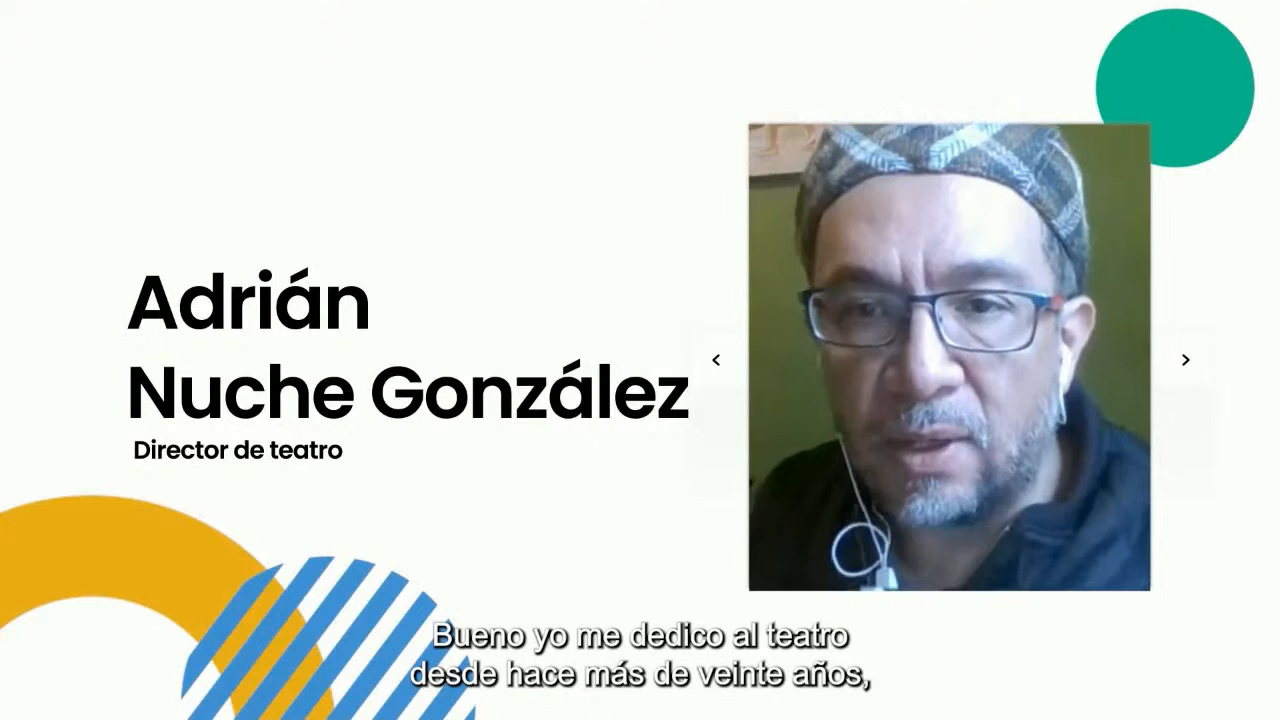 Adrián
Nuche González
Director de teatro
Bueno yo me dedico al teatro
desde hace más de veinte años,